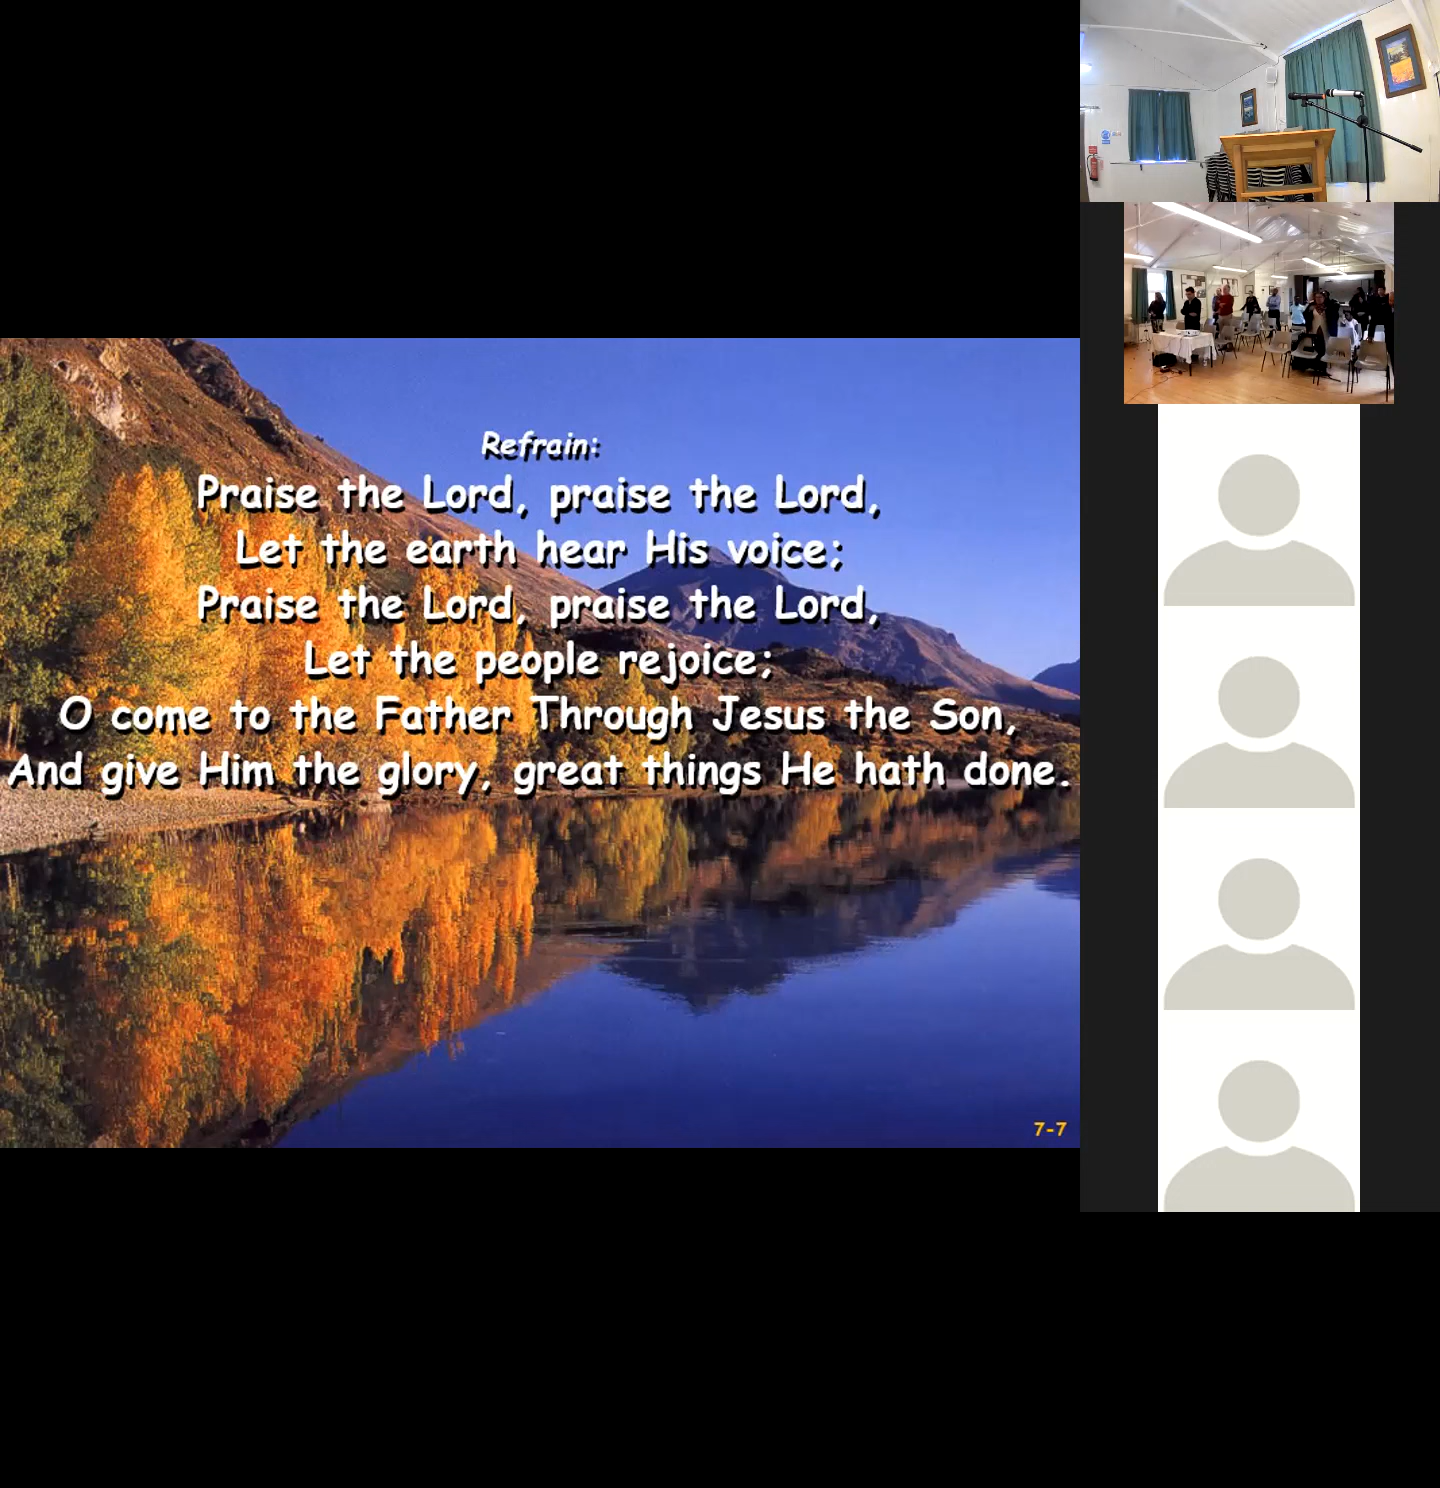 Refrain:
Praise the Lord, praise the Lord,
Let the earth hear His voice;
Praise the Lord, praise the Lord,
Let the people rejoice;
O come to the Father Through Jesus the Son,
And give Him the glory, great things He hath done.
7-7